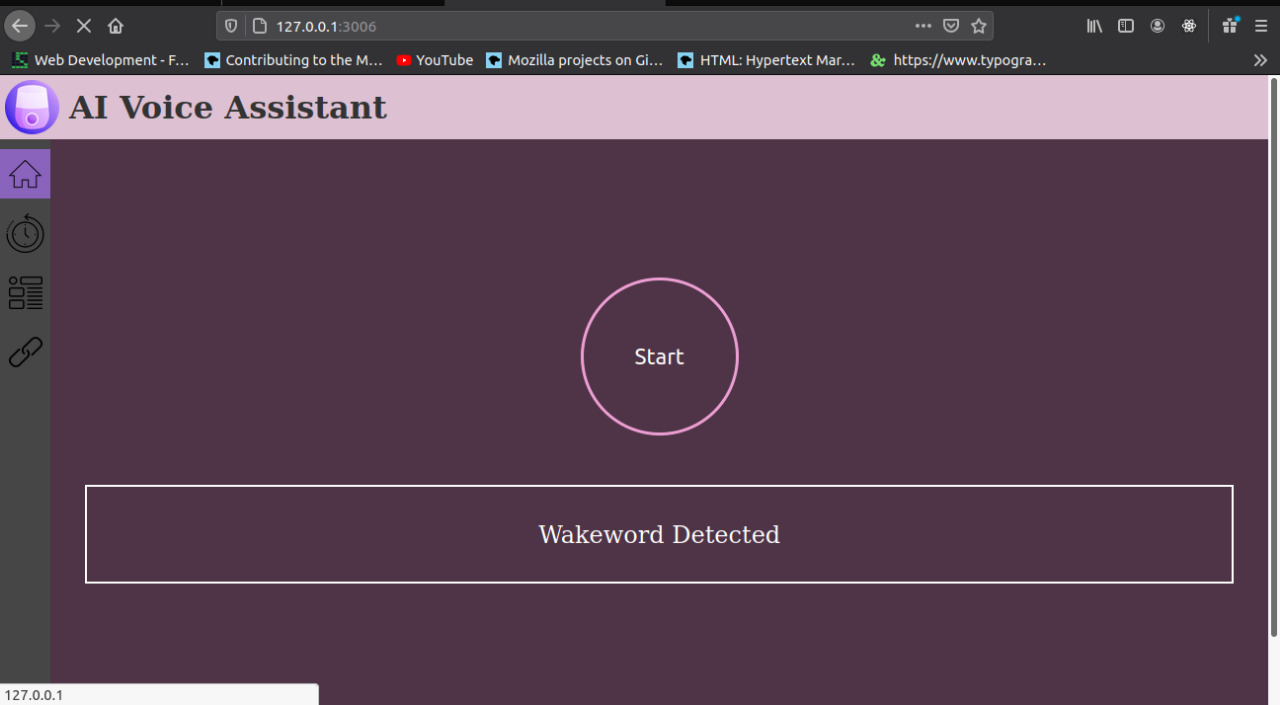 127.0.0.1:3006
Web Development - F... Contributing to the M... YouTube Mozilla projects on Gi... HTML: Hypertext Mar... https://www.typogra...
AI Voice Assistant
Start
Wakeword Detected
127.0.0.1